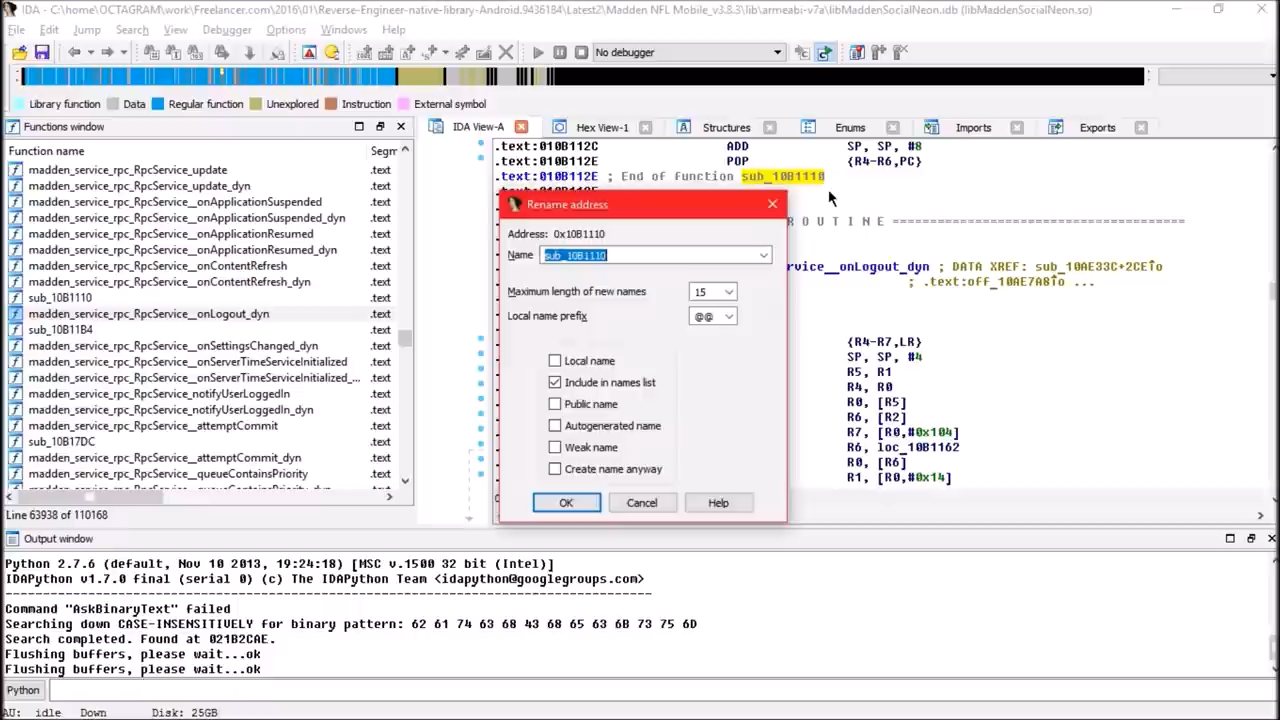 IDA - C:\home\OCTAGRAM\work\Freelancer.com\2016\01\Reverse-Engineer-native-library-Android.9436184\Latest2\Madden NFL Mobile_v3.8.3\lib\armeabi-v7a\libMaddenSocialNeon.idb (libMaddenSocialNeon.so)
File Edit Jump Search View Debugger Options Windows Help
No debugger
Library function Data Regular function Unexplored Instruction External symbol
Functions window
IDA View-A Hex View-1 Structures Enums Imports Exports
Function name Segm
madden_service_rpc_RpcService_update .text
madden_service_rpc_RpcService_update_dyn .text
madden_service_rpc_RpcService__onApplicationSuspended .text
madden_service_rpc_RpcService__onApplicationSuspended_dyn .text
madden_service_rpc_RpcService__onApplicationResumed .text
madden_service_rpc_RpcService__onApplicationResumed_dyn .text
madden_service_rpc_RpcService__onContentRefresh .text
madden_service_rpc_RpcService__onContentRefresh_dyn .text
sub_10B1110 .text
madden_service_rpc_RpcService__onLogout_dyn .text
sub_10B11B4 .text
madden_service_rpc_RpcService__onSettingsChanged_dyn .text
madden_service_rpc_RpcService__onServerTimeServiceInitialized .text
madden_service_rpc_RpcService__onServerTimeServiceInitialized_... .text
madden_service_rpc_RpcService_notifyUserLoggedIn .text
madden_service_rpc_RpcService_notifyUserLoggedIn_dyn .text
madden_service_rpc_RpcService__attemptCommit .text
sub_10B17DC .text
madden_service_rpc_RpcService__attemptCommit_dyn .text
madden_service_rpc_RpcService__queueContainsPriority .text
Line 63938 of 110168
.text:010B112C ADD SP, SP, #8
.text:010B112E POP {R4-R6,PC}
.text:010B112E ; End of function sub_10B1110
R O U T I N E =======================================
rvice__onLogout_dyn ; DATA XREF: sub_10AE33C+2CE↑o
; .text:off_10AE7A8↑o ...
{R4-R7,LR}
SP, SP, #4
R5, R1
R4, R0
R0, [R5]
R6, [R2]
R7, [R0,#0x104]
R6, loc_10B1162
R0, [R6]
R1, [R0,#0x14]
Rename address
Address: 0x10B1110
Name sub_10B1110
Maximum length of new names 15
Local name prefix @@
Local name
Include in names list
Public name
Autogenerated name
Weak name
Create name anyway
OK Cancel Help
Output window
Python 2.7.6 (default, Nov 10 2013, 19:24:18) [MSC v.1500 32 bit (Intel)]
IDAPython v1.7.0 final (serial 0) (c) The IDAPython Team <idapython@googlegroups.com>
Command "AskBinaryText" failed
Searching down CASE-INSENSITIVELY for binary pattern: 62 61 74 63 68 43 68 65 63 6B 73 75 6D
Search completed. Found at 021B2CAE.
Flushing buffers, please wait...ok
Flushing buffers, please wait...ok
Python
AU: idle Down Disk: 25GB